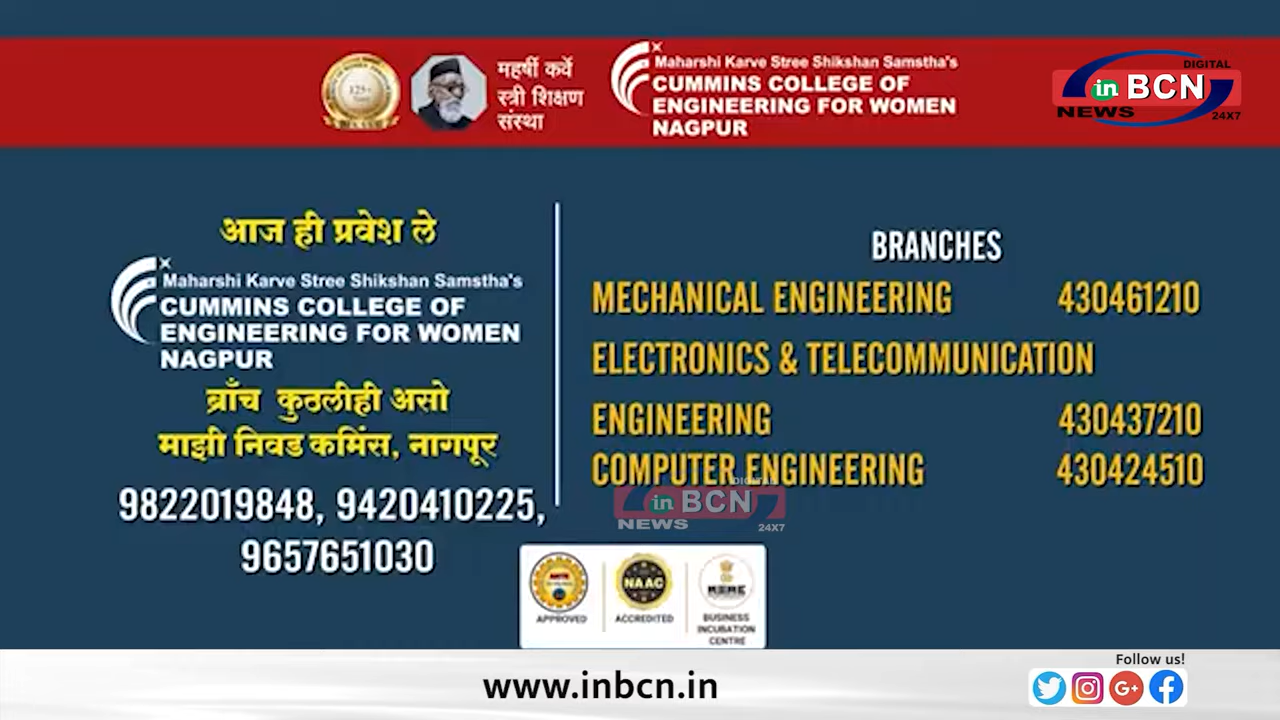 125+
महर्षी कर्वे
स्त्री शिक्षण
संस्था
Maharshi Karve Stree Shikshan Samstha's
CUMMINS COLLEGE OF
ENGINEERING FOR WOMEN
NAGPUR
DIGITAL
in BCN
NEWS
24X7
आज ही प्रवेश ले
Maharshi Karve Stree Shikshan Samstha's
CUMMINS COLLEGE OF
ENGINEERING FOR WOMEN
NAGPUR
ब्राँच कुठलीही असो
माझी निवड कमिंस, नागपूर
9822019848, 9420410225,
9657651030
BRANCHES
MECHANICAL ENGINEERING 430461210
ELECTRONICS & TELECOMMUNICATION
ENGINEERING 430437210
COMPUTER ENGINEERING 430424510
DIGITAL
in BCN
NEWS
24X7
APPROVED
NAAC
ACCREDITED
BUSINESS
INCUBATION
CENTRE
www.inbcn.in
Follow us!
G+